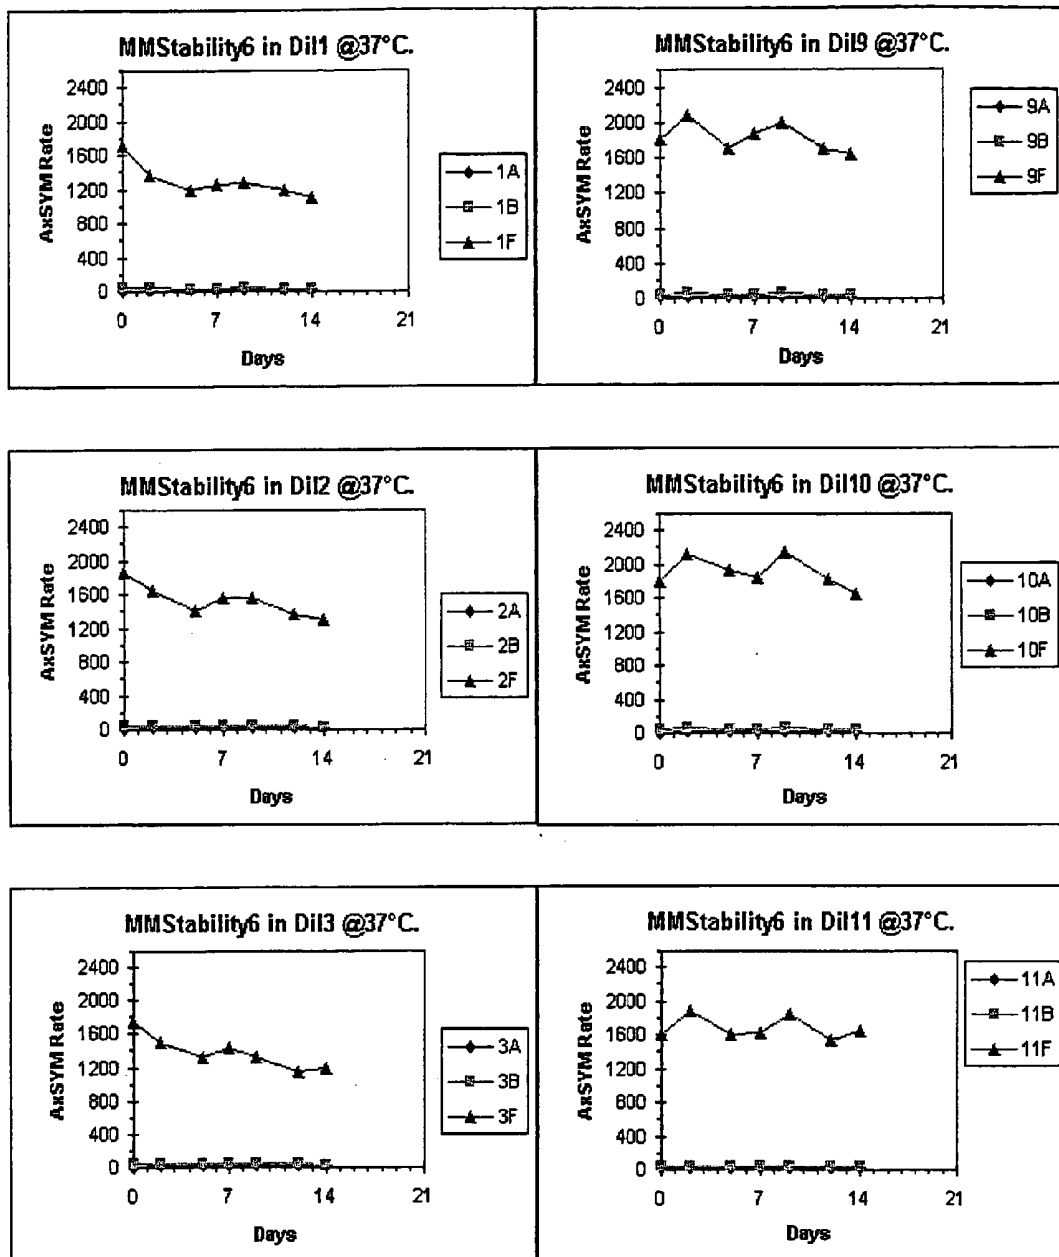 MMStability6 in Dil1 @37°C.
AxSYM Rate
2400
2000
1600
1200
800
400
0
0 7 14 21
Days
1A
1B
1F
MMStability6 in Dil9 @37°C.
AxSYM Rate
2400
2000
1600
1200
800
400
0
0 7 14 21
Days
9A
9B
9F
MMStability6 in Dil2 @37°C.
AxSYM Rate
2400
2000
1600
1200
800
400
0
0 7 14 21
Days
2A
2B
2F
MMStability6 in Dil10 @37°C.
AxSYM Rate
2400
2000
1600
1200
800
400
0
0 7 14 21
Days
10A
10B
10F
MMStability6 in Dil3 @37°C.
AxSYM Rate
2400
2000
1600
1200
800
400
0
0 7 14 21
Days
3A
3B
3F
MMStability6 in Dil11 @37°C.
AxSYM Rate
2400
2000
1600
1200
800
400
0
0 7 14 21
Days
11A
11B
11F